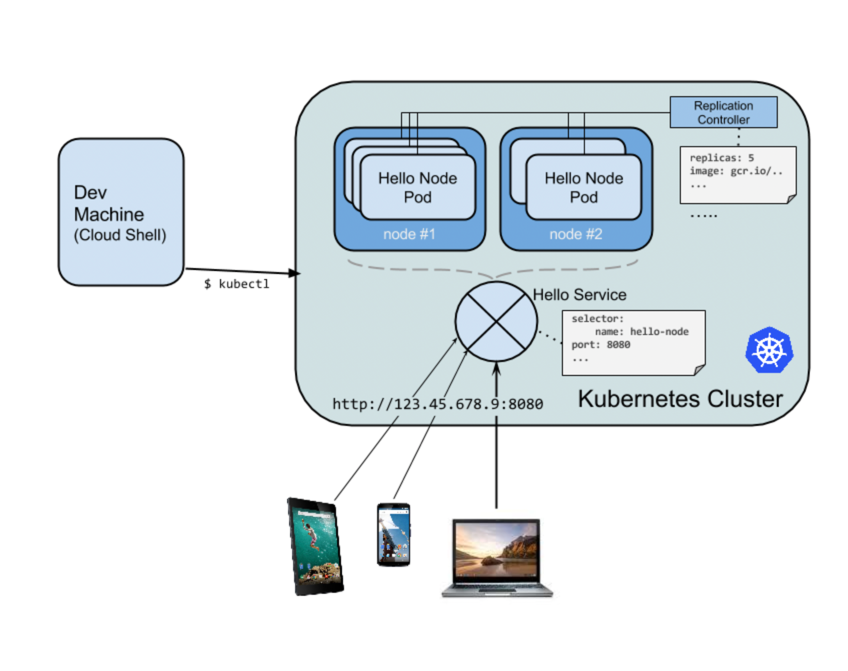 Replication
Controller
replicas: 5
image: gcr.io/..
...
.....
Hello Node
Pod
node #1
Hello Node
Pod
node #2
Dev
Machine
(Cloud Shell)
$ kubectl
Hello Service
selector:
name: hello-node
port: 8080
...
Kubernetes Cluster
http://123.45.678.9:8080